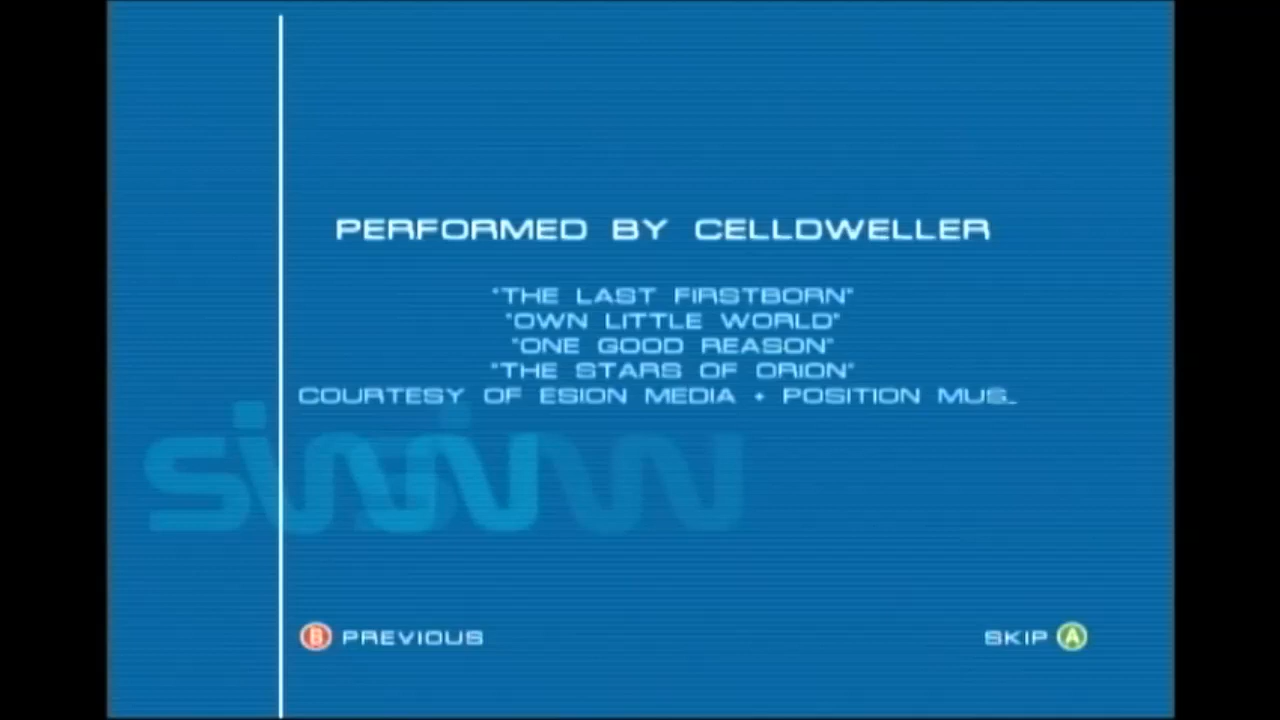 PERFORMED BY CELLDWELLER
"THE LAST FIRSTBORN"
"OWN LITTLE WORLD"
"ONE GOOD REASON"
"THE STARS OF ORION"
COURTESY OF ESION MEDIA + POSITION MUS_
B PREVIOUS
SKIP A